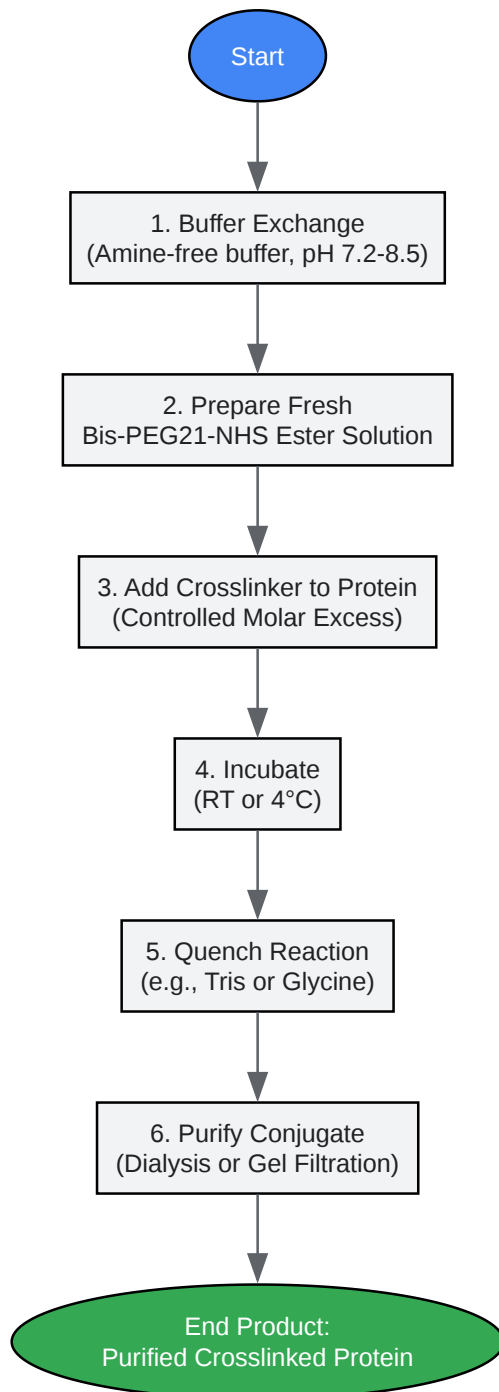 Start
1. Buffer Exchange
(Amine-free buffer, pH 7.2-8.5)
2. Prepare Fresh
Bis-PEG21-NHS Ester Solution
3. Add Crosslinker to Protein
(Controlled Molar Excess)
4. Incubate
(RT or 4°C)
5. Quench Reaction
(e.g., Tris or Glycine)
6. Purify Conjugate
(Dialysis or Gel Filtration)
End Product:
Purified Crosslinked Protein